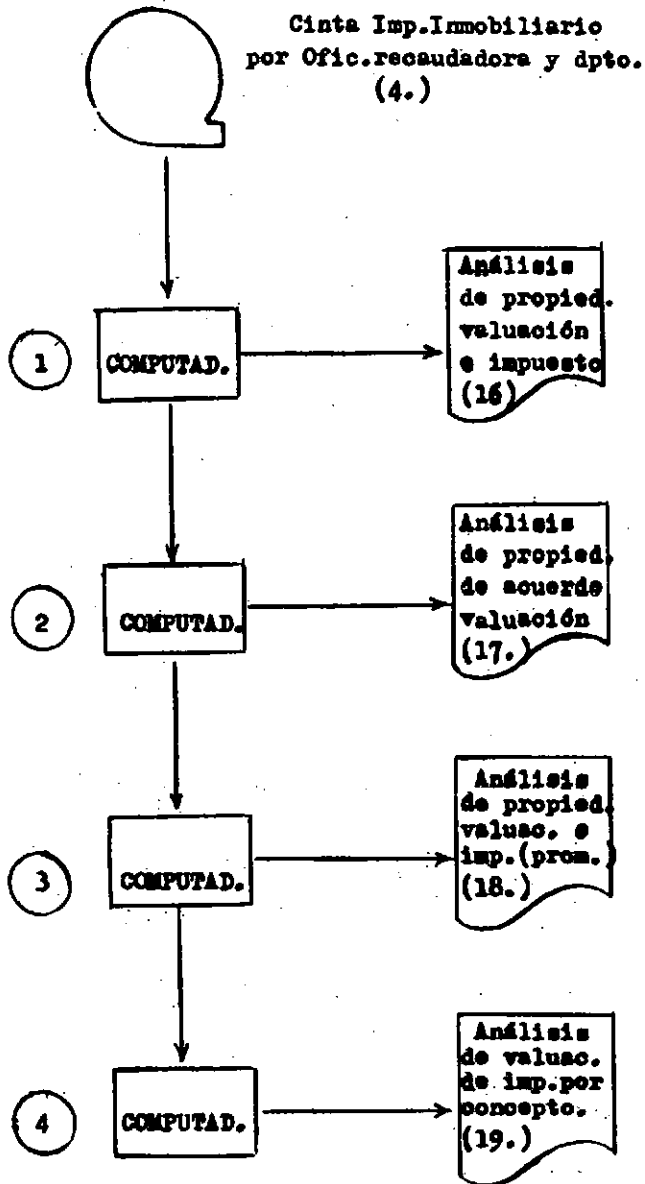 Cinta Imp.Inmobiliario
por Ofic.recaudadora y dpto.
(4.)
1
COMPUTAD.
Análisis
de propied.
valuación
e impuesto
(16)
2
COMPUTAD.
Análisis
de propied.
de acuerde
valuación
(17.)
3
COMPUTAD.
Análisis
de propied.
valuac. e
imp.(prom.)
(18.)
4
COMPUTAD.
Análisis
de valuac.
de imp.por
concepto.
(19.)